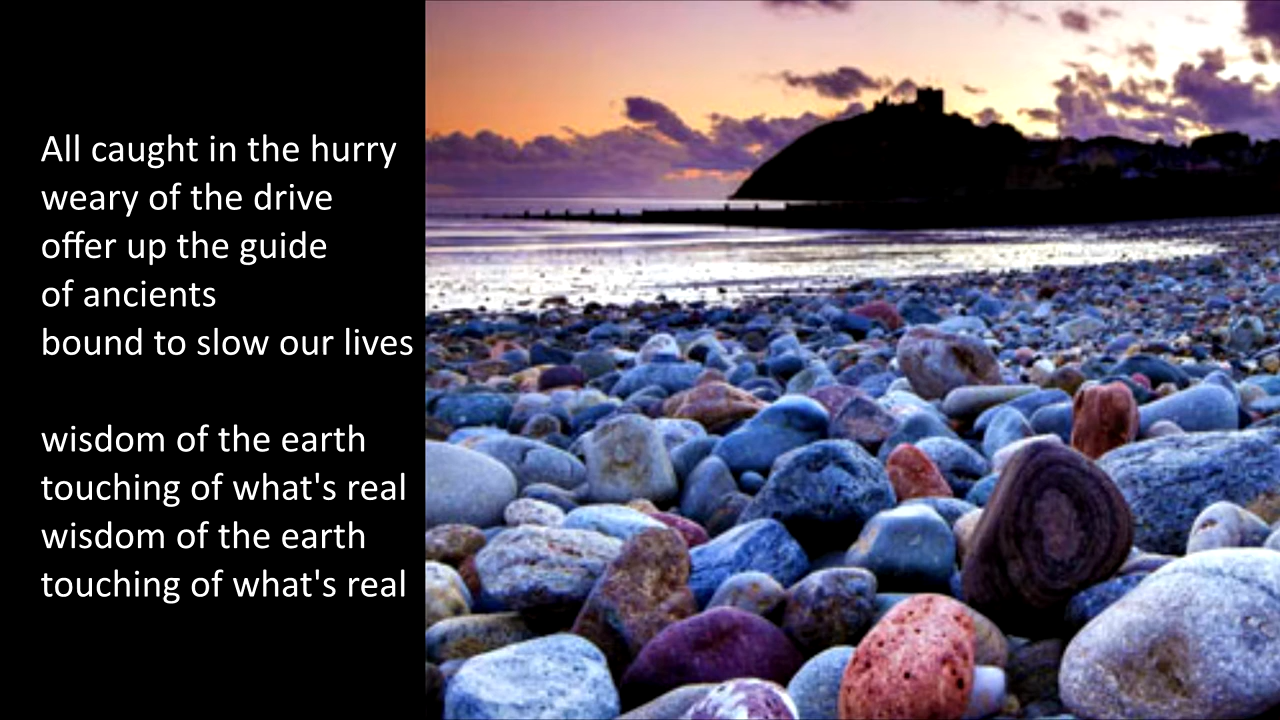 All caught in the hurry
weary of the drive
offer up the guide
of ancients
bound to slow our lives
wisdom of the earth
touching of what's real
wisdom of the earth
touching of what's real